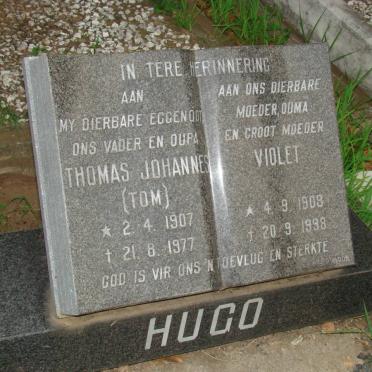 IN TERE HERINNERING
AAN
MY DIERBARE EGGENOOT
ONS VADER EN OUPA
THOMAS JOHANNES
(TOM)
* 2.4.1907
† 21.8.1977
AAN ONS DIERBARE
MOEDER, OUMA
EN GROOT MOEDER
VIOLET
* 4.9.1908
† 20.9.1998
GOD IS VIR ONS 'N TOEVLUG EN STERKTE
HUGO